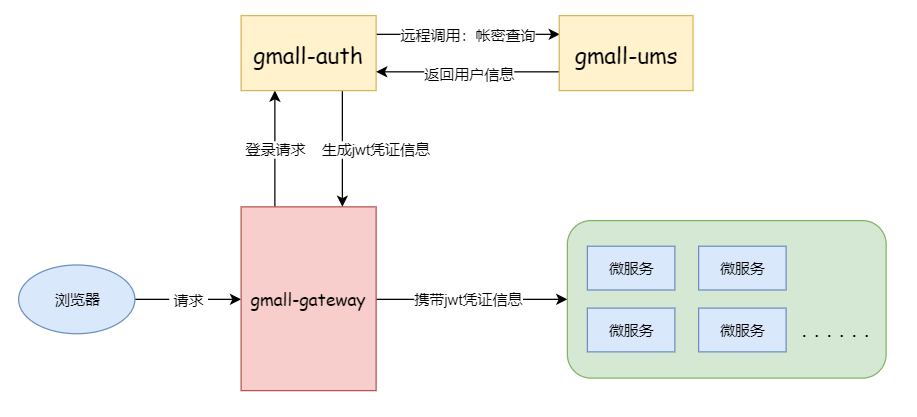 gmall-auth
远程调用：帐密查询
gmall-ums
返回用户信息
登录请求
生成jwt凭证信息
浏览器
请求
gmall-gateway
携带jwt凭证信息
微服务
微服务
微服务
微服务
. . . . . .